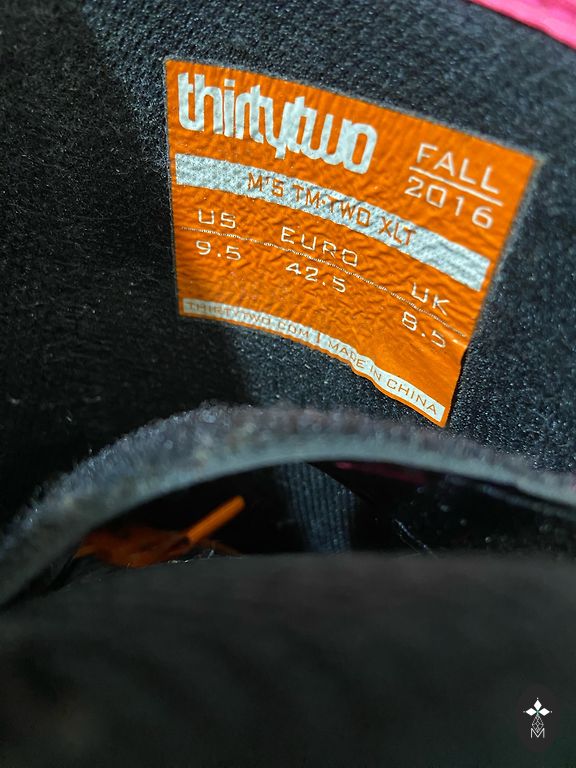 thirtytwo
FALL
2016
M'S TM-TWO XLT
US EURO UK
9.5 42.5 8.5
THIRTYTWO.COM | MADE IN CHINA
M